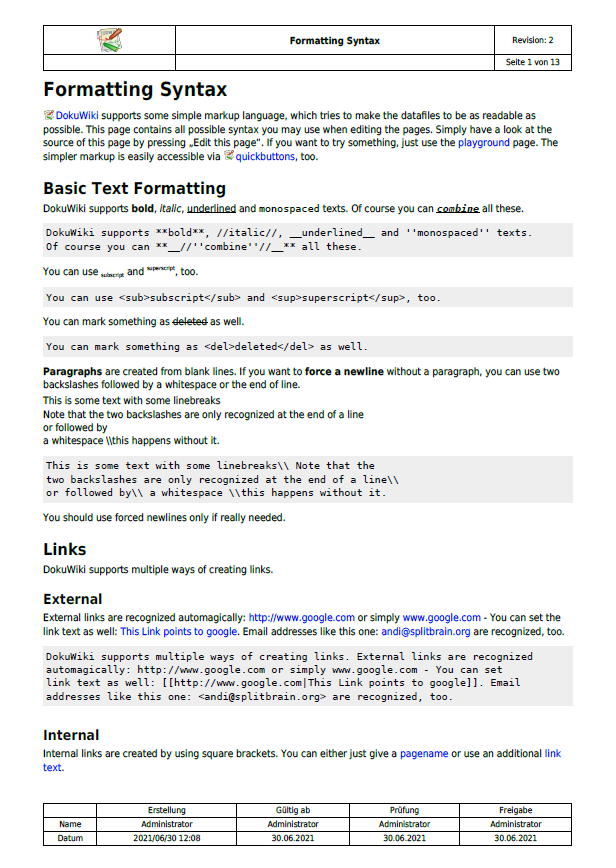 Formatting Syntax
Revision: 2
Seite 1 von 13
Formatting Syntax
DokuWiki supports some simple markup language, which tries to make the datafiles to be as readable as
possible. This page contains all possible syntax you may use when editing the pages. Simply have a look at the
source of this page by pressing „Edit this page“. If you want to try something, just use the playground page. The
simpler markup is easily accessible via quickbuttons, too.
Basic Text Formatting
DokuWiki supports bold, italic, underlined and monospaced texts. Of course you can combine all these.
DokuWiki supports **bold**, //italic//, __underlined__ and ''monospaced'' texts.
Of course you can **__//''combine''//__** all these.
You can use subscript and superscript, too.
You can use <sub>subscript</sub> and <sup>superscript</sup>, too.
You can mark something as deleted as well.
You can mark something as <del>deleted</del> as well.
Paragraphs are created from blank lines. If you want to force a newline without a paragraph, you can use two
backslashes followed by a whitespace or the end of line.
This is some text with some linebreaks
Note that the two backslashes are only recognized at the end of a line
or followed by
a whitespace \\this happens without it.
This is some text with some linebreaks\\ Note that the
two backslashes are only recognized at the end of a line\\
or followed by\\ a whitespace \\this happens without it.
You should use forced newlines only if really needed.
Links
DokuWiki supports multiple ways of creating links.
External
External links are recognized automagically: http://www.google.com or simply www.google.com - You can set the
link text as well: This Link points to google. Email addresses like this one: andi@splitbrain.org are recognized, too.
DokuWiki supports multiple ways of creating links. External links are recognized
automagically: http://www.google.com or simply www.google.com - You can set
link text as well: [[http://www.google.com|This Link points to google]]. Email
addresses like this one: <andi@splitbrain.org> are recognized, too.
Internal
Internal links are created by using square brackets. You can either just give a pagename or use an additional link
text.
Erstellung Gültig ab Prüfung Freigabe
Name Administrator Administrator Administrator Administrator
Datum 2021/06/30 12:08 30.06.2021 30.06.2021 30.06.2021